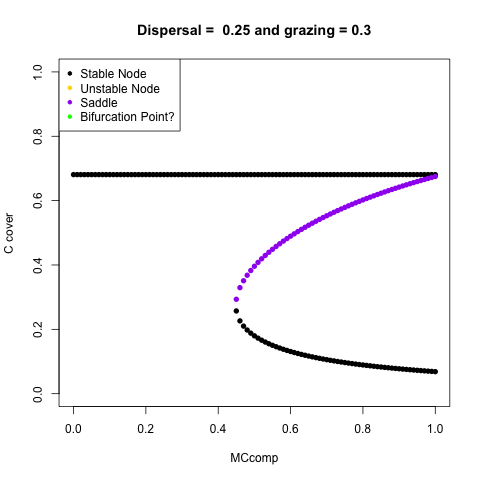 Dispersal =  0.25 and grazing = 0.3
Stable Node
Unstable Node
Saddle
Bifurcation Point?
1.0
0.8
0.6
0.4
0.2
0.0
C cover
0.0 0.2 0.4 0.6 0.8 1.0
MCcomp